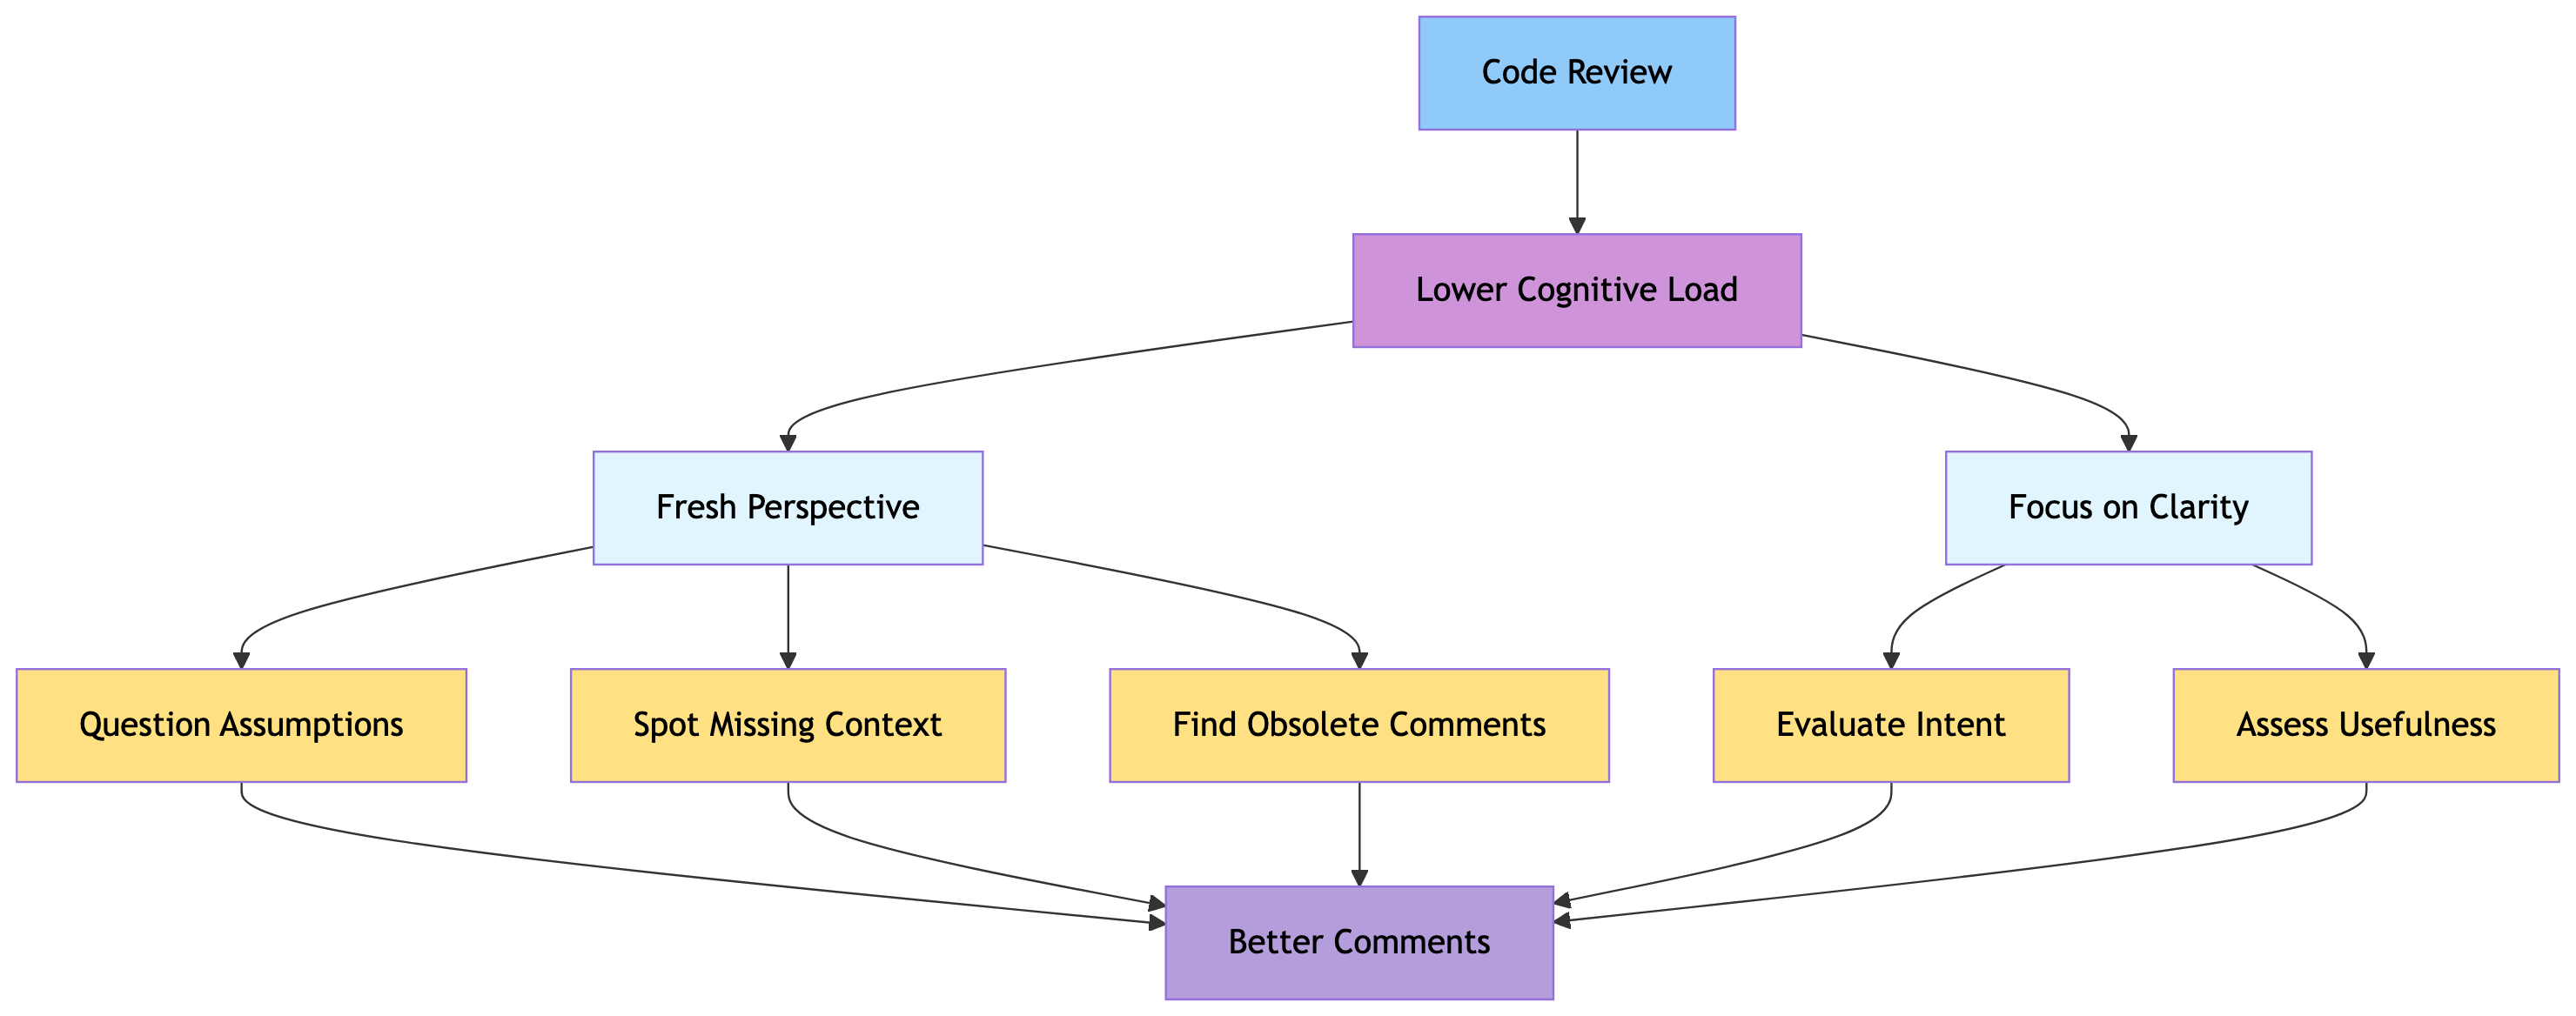 Code Review
Lower Cognitive Load
Fresh Perspective
Focus on Clarity
Question Assumptions
Spot Missing Context
Find Obsolete Comments
Evaluate Intent
Assess Usefulness
Better Comments